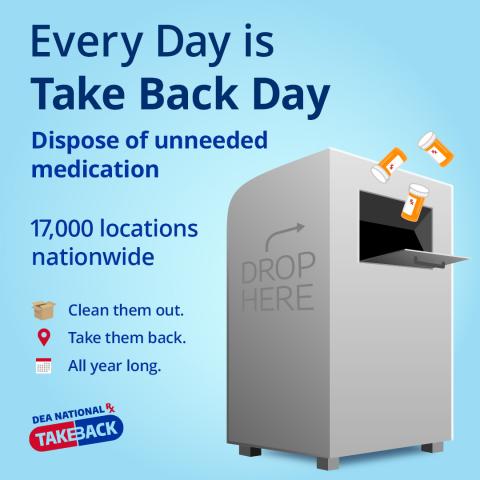 Every Day is
Take Back Day
Dispose of unneeded
medication
17,000 locations
nationwide
Clean them out.
Take them back.
All year long.
DROP
HERE
DEA NATIONAL Rx
TAKEBACK